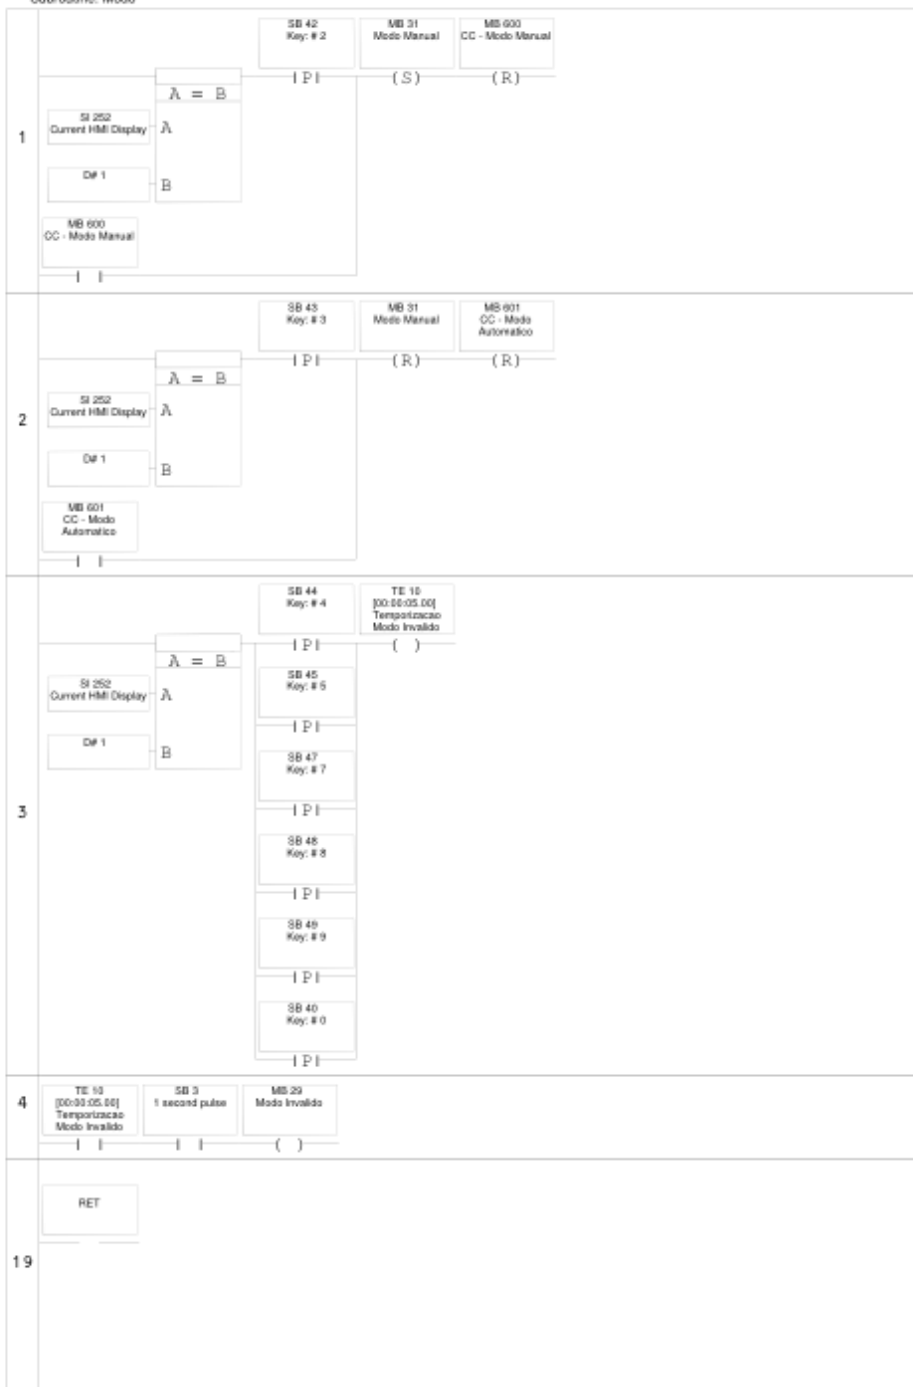 1
SB 42
Key: # 2
MB 31
Modo Manual
MB 600
CC - Modo Manual
| P |
( S )
( R )
A = B
SI 252
Current HMI Display
A
D# 1
B
MB 600
CC - Modo Manual
2
SB 43
Key: # 3
MB 31
Modo Manual
MB 601
CC - Modo
Automatico
| P |
( R )
( R )
A = B
SI 252
Current HMI Display
A
D# 1
B
MB 601
CC - Modo
Automatico
3
SB 44
Key: # 4
TE 10
[00:00:05.00]
Temporizacao
Modo Invalido
| P |
( )
A = B
SI 252
Current HMI Display
A
D# 1
B
SB 45
Key: # 5
| P |
SB 47
Key: # 7
| P |
SB 48
Key: # 8
| P |
SB 49
Key: # 9
| P |
SB 40
Key: # 0
| P |
4
TE 10
[00:00:05.00]
Temporizacao
Modo Invalido
SB 3
1 second pulse
MB 29
Modo Invalido
( )
RET
19